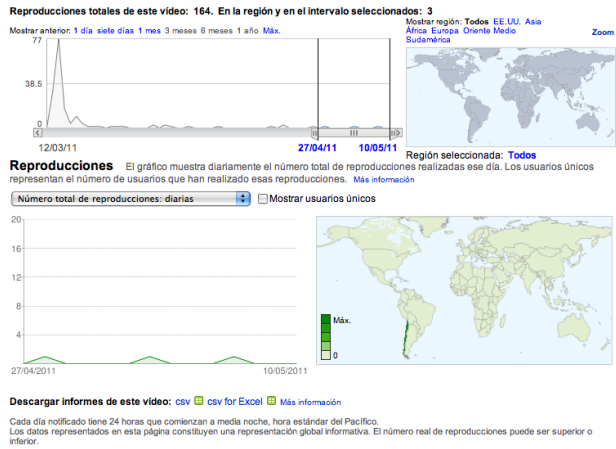 Reproducciones totales de este vídeo: 164. En la región y en el intervalo seleccionados: 3
Mostrar anterior: 1 día siete días 1 mes 3 meses 6 meses 1 año Máx.
77
38.5
0
12/03/11
27/04/11
10/05/11
Mostrar región: Todos EE.UU. Asia
África Europa Oriente Medio
Sudamérica
Zoom
Región seleccionada: Todos
Reproducciones El gráfico muestra diariamente el número total de reproducciones realizadas ese día. Los usuarios únicos
representan el número de usuarios que han realizado esas reproducciones. Más información
Número total de reproducciones: diarias
Mostrar usuarios únicos
20
16
12
8
4
27/04/2011
10/05/2011
Máx.
0
Descargar informes de este vídeo: csv csv for Excel Más información
Cada día notificado tiene 24 horas que comienzan a media noche, hora estándar del Pacífico.
Los datos representados en esta página constituyen una representación global informativa. El número real de reproducciones puede ser superior o
inferior.